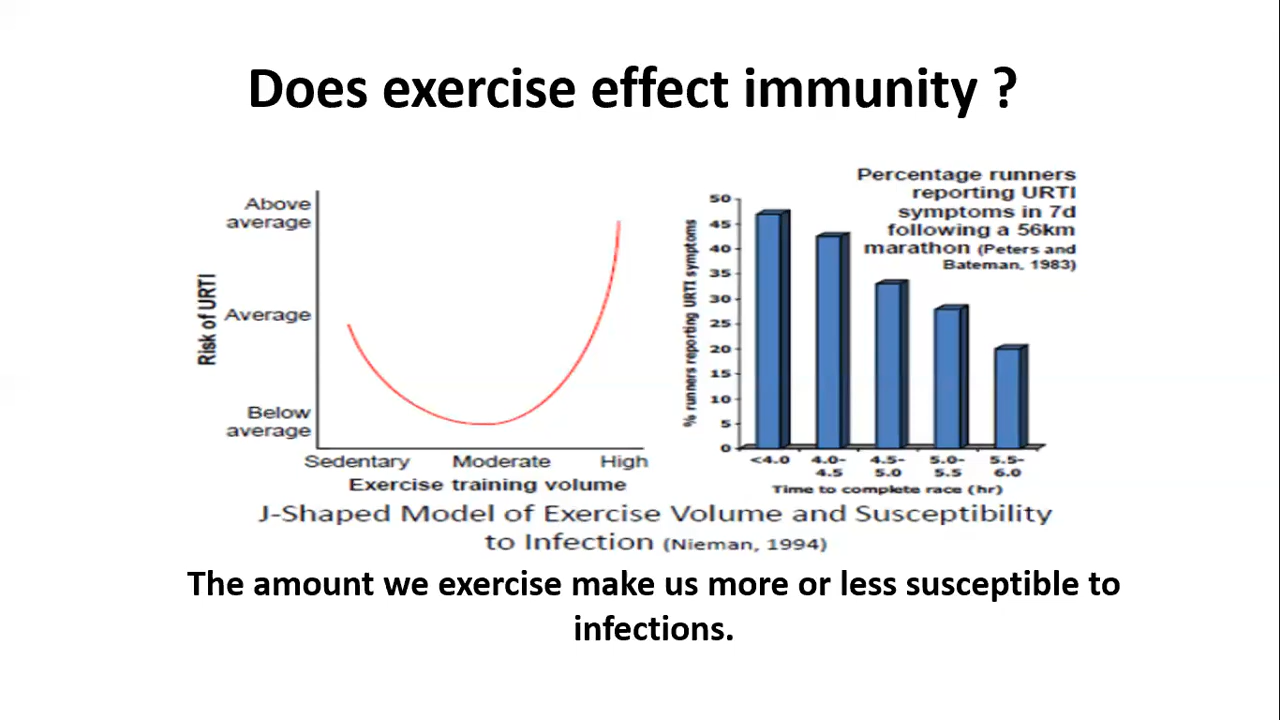 Does exercise effect immunity ?
Above
average
Average
Below
average
Risk of URTI
Sedentary Moderate High
Exercise training volume
Percentage runners
reporting URTI
symptoms in 7d
following a 56km
marathon (Peters and
Bateman, 1983)
% runners reporting URTI symptoms
50
45
40
35
30
25
20
15
10
5
0
<4.0 4.0- 4.5- 5.0- 5.5-
4.5 5.0 5.5 6.0
Time to complete race (hr)
J-Shaped Model of Exercise Volume and Susceptibility
to Infection (Nieman, 1994)
The amount we exercise make us more or less susceptible to
infections.